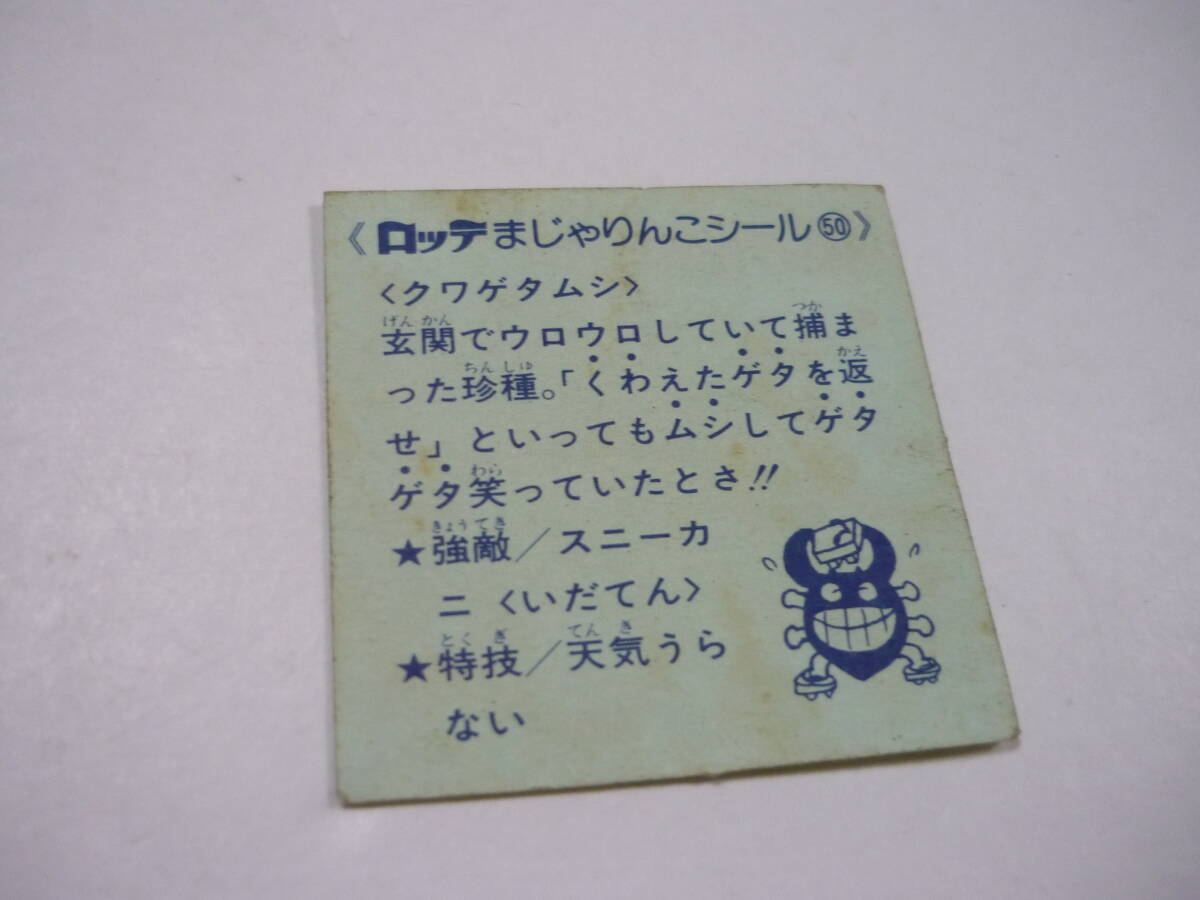 《ロッテまじゃりんこシール㊿》
〈クワゲタムシ〉
玄関でウロウロしていて捕ま
った珍種。「くわえたゲタを返
せ」といってもムシしてゲタ
ゲタ笑っていたとさ!!
★強敵／スニーカ
ニ〈いだてん〉
★特技／天気うら
ない